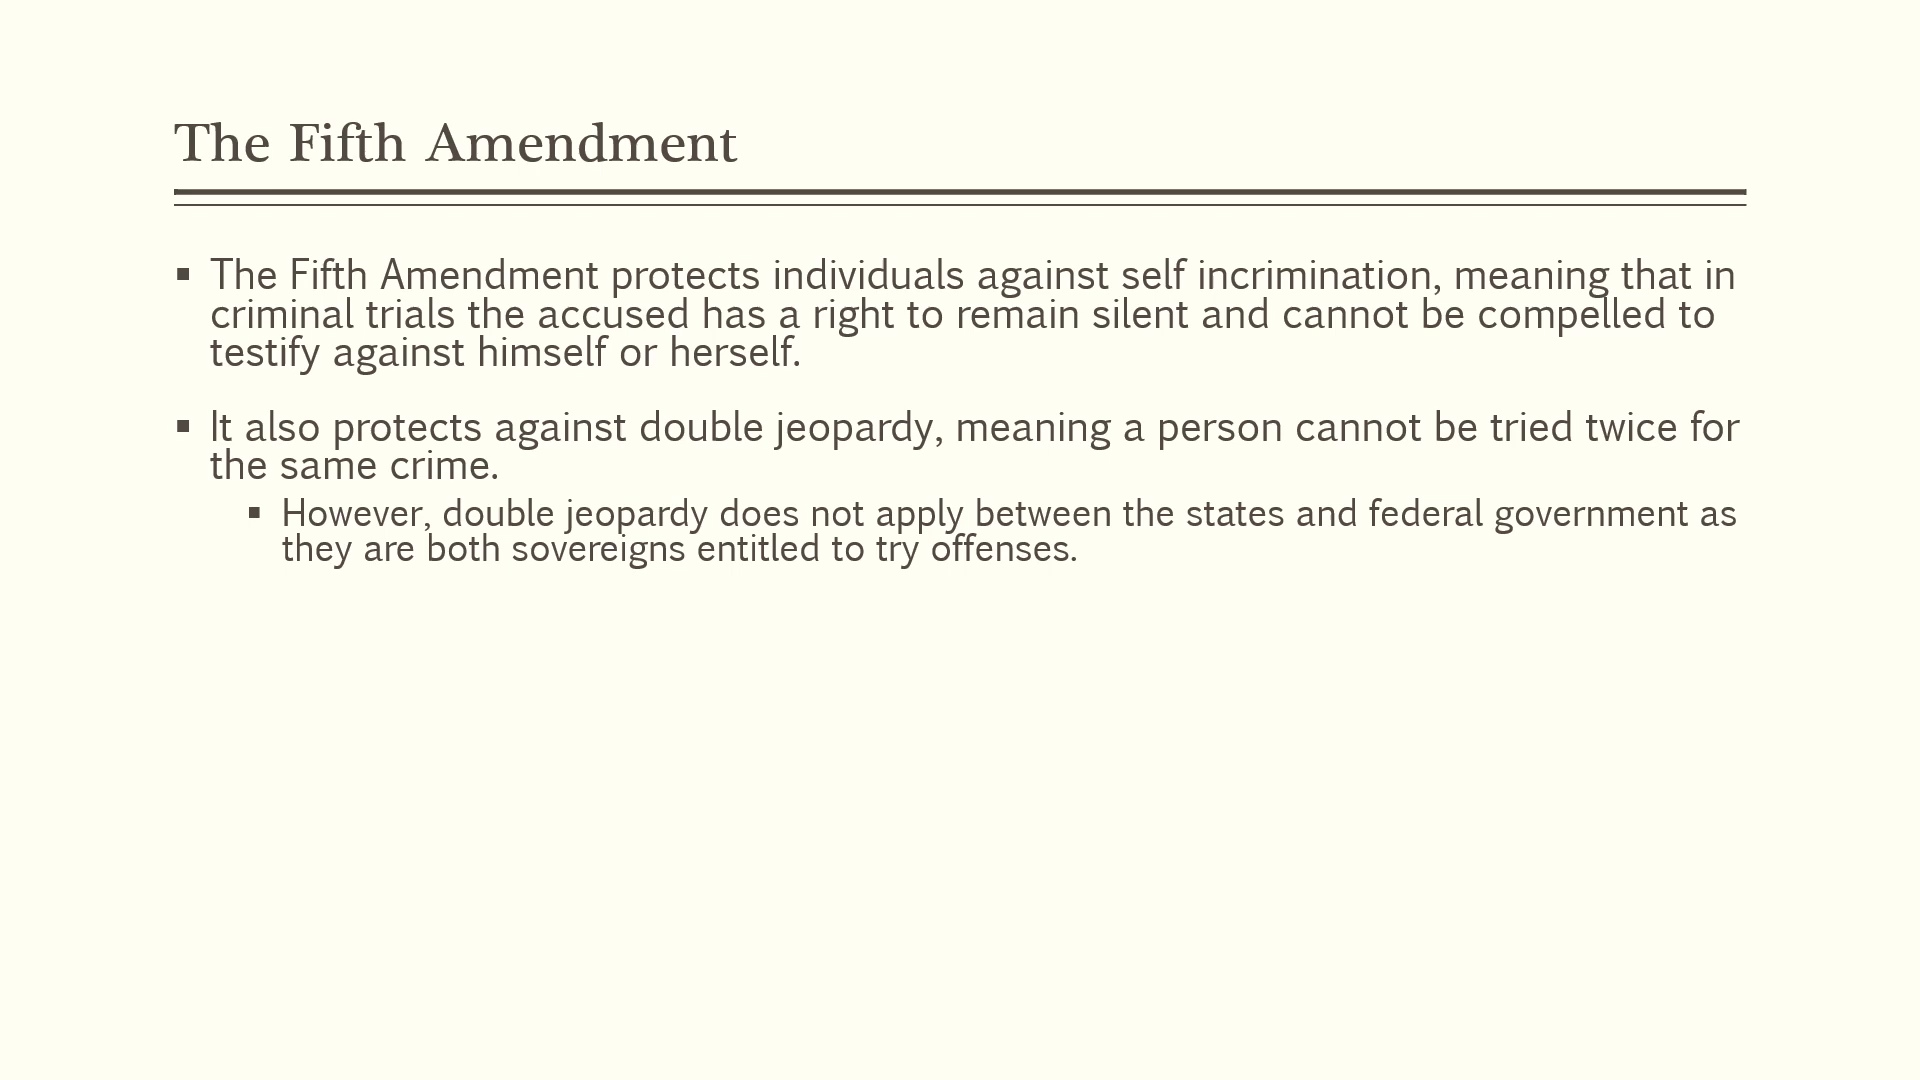 The Fifth Amendment
▪ The Fifth Amendment protects individuals against self incrimination, meaning that in
criminal trials the accused has a right to remain silent and cannot be compelled to
testify against himself or herself.
▪ It also protects against double jeopardy, meaning a person cannot be tried twice for
the same crime.
▪ However, double jeopardy does not apply between the states and federal government as
they are both sovereigns entitled to try offenses.